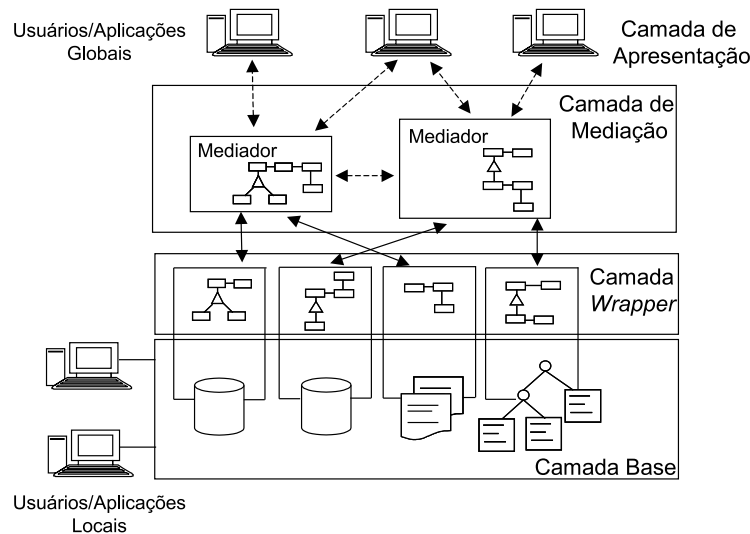 Usuários/Aplicações
Globais
Camada de
Apresentação
Camada de
Mediação
Mediador
Mediador
Camada
Wrapper
Camada Base
Usuários/Aplicações
Locais